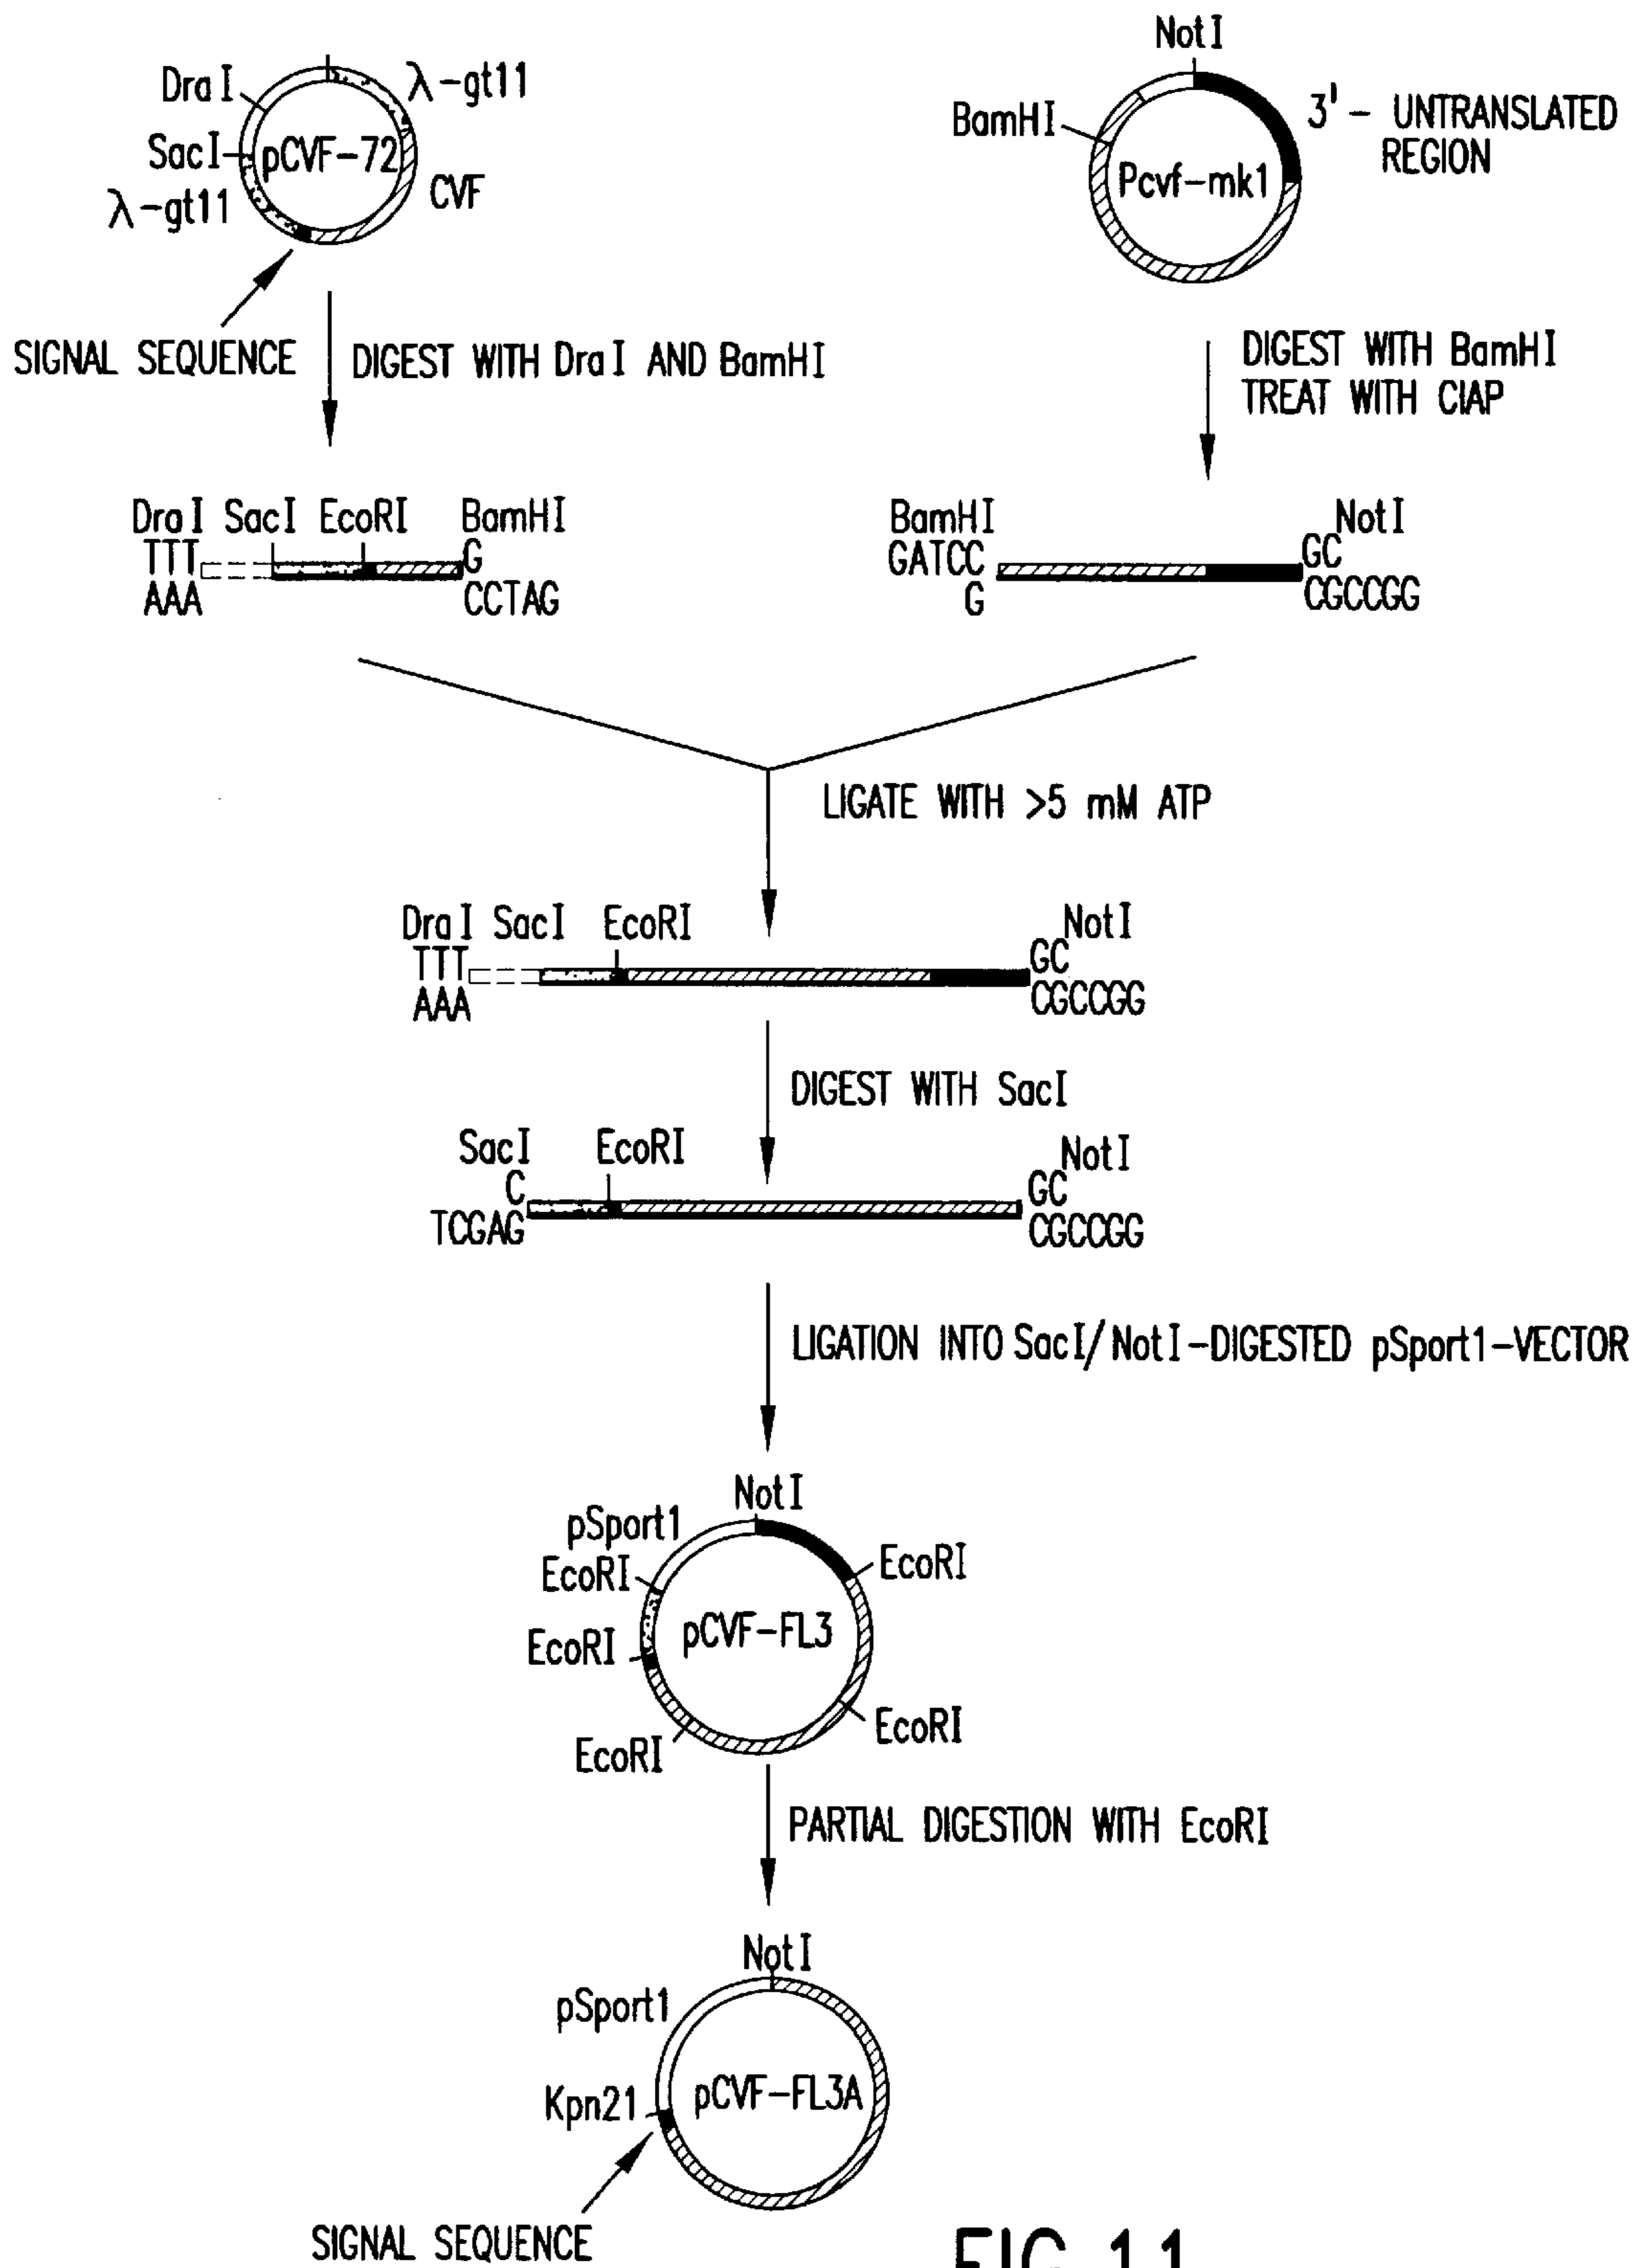 NotI
DraI
λ-gt11
SacI
pCVF-72
λ-gt11
CVF
BamHI
3'- UNTRANSLATED
REGION
Pcvf-mk1
SIGNAL SEQUENCE
DIGEST WITH DraI AND BamHI
DIGEST WITH BamHI
TREAT WITH CIAP
DraI SacI EcoRI BamHI
TTT
G
AAA
CCTAG
BamHI
NotI
GATCC
GC
G
CGCCGG
LIGATE WITH >5 mM ATP
DraI SacI EcoRI
NotI
TTT
GC
AAA
CGCCGG
DIGEST WITH SacI
SacI EcoRI
NotI
C
GC
TCGAG
CGCCGG
LIGATION INTO SacI/NotI-DIGESTED pSport1-VECTOR
NotI
pSport1
EcoRI
EcoRI
pCVF-FL3
EcoRI
EcoRI
EcoRI
PARTIAL DIGESTION WITH EcoRI
NotI
pSport1
pCVF-FL3A
Kpn21
SIGNAL SEQUENCE
FIG. 11